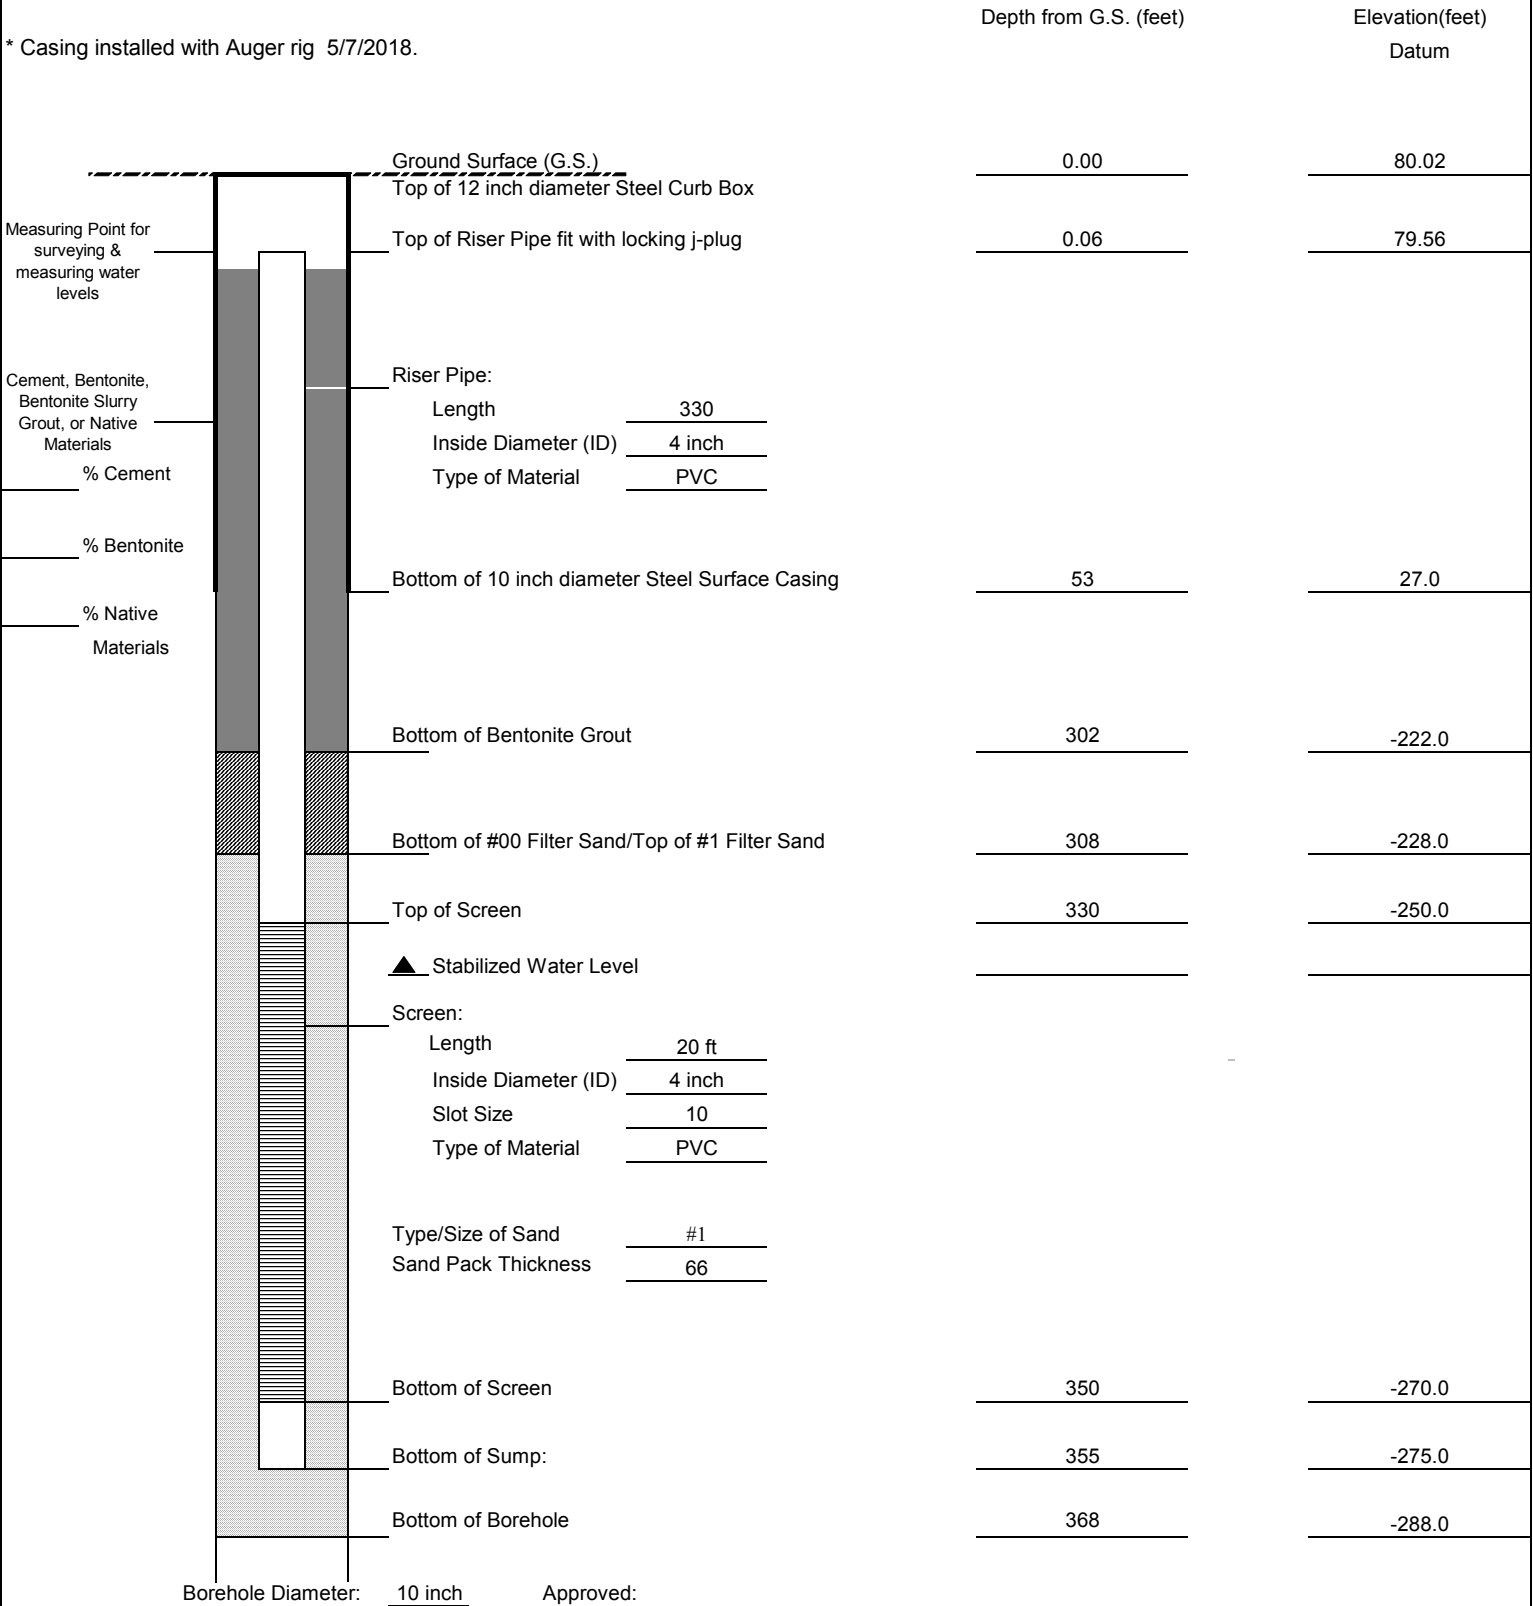 Depth from G.S. (feet) Elevation(feet)
* Casing installed with Auger rig 5/7/2018. Datum
Ground Surface (G.S.) 0.00 80.02
Top of 12 inch diameter Steel Curb Box
Measuring Point for
surveying &
measuring water
levels
Top of Riser Pipe fit with locking j-plug 0.06 79.56
Cement, Bentonite,
Bentonite Slurry
Grout, or Native
Materials
Riser Pipe:
Length 330
Inside Diameter (ID) 4 inch
Type of Material PVC
% Cement
% Bentonite
% Native
Materials
Bottom of 10 inch diameter Steel Surface Casing 53 27.0
Bottom of Bentonite Grout 302 -222.0
Bottom of #00 Filter Sand/Top of #1 Filter Sand 308 -228.0
Top of Screen 330 -250.0
Stabilized Water Level
Screen:
Length 20 ft
Inside Diameter (ID) 4 inch
Slot Size 10
Type of Material PVC
Type/Size of Sand #1
Sand Pack Thickness 66
Bottom of Screen 350 -270.0
Bottom of Sump: 355 -275.0
Bottom of Borehole 368 -288.0
Borehole Diameter: 10 inch Approved: